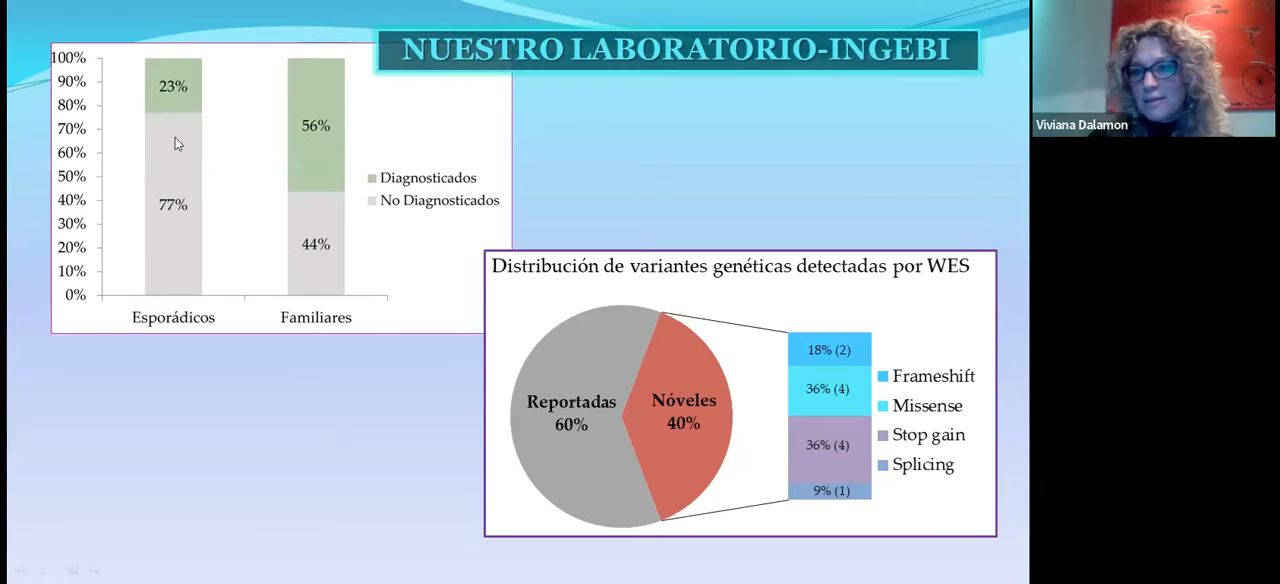 NUESTRO LABORATORIO-INGEBI
100%
90%
80%
70%
60%
50%
40%
30%
20%
10%
0%
23%
77%
56%
44%
Esporádicos
Familiares
Diagnosticados
No Diagnosticados
Viviana Dalamon
Distribución de variantes genéticas detectadas por WES
Reportadas
60%
Nóveles
40%
18% (2)
36% (4)
36% (4)
9% (1)
Frameshift
Missense
Stop gain
Splicing